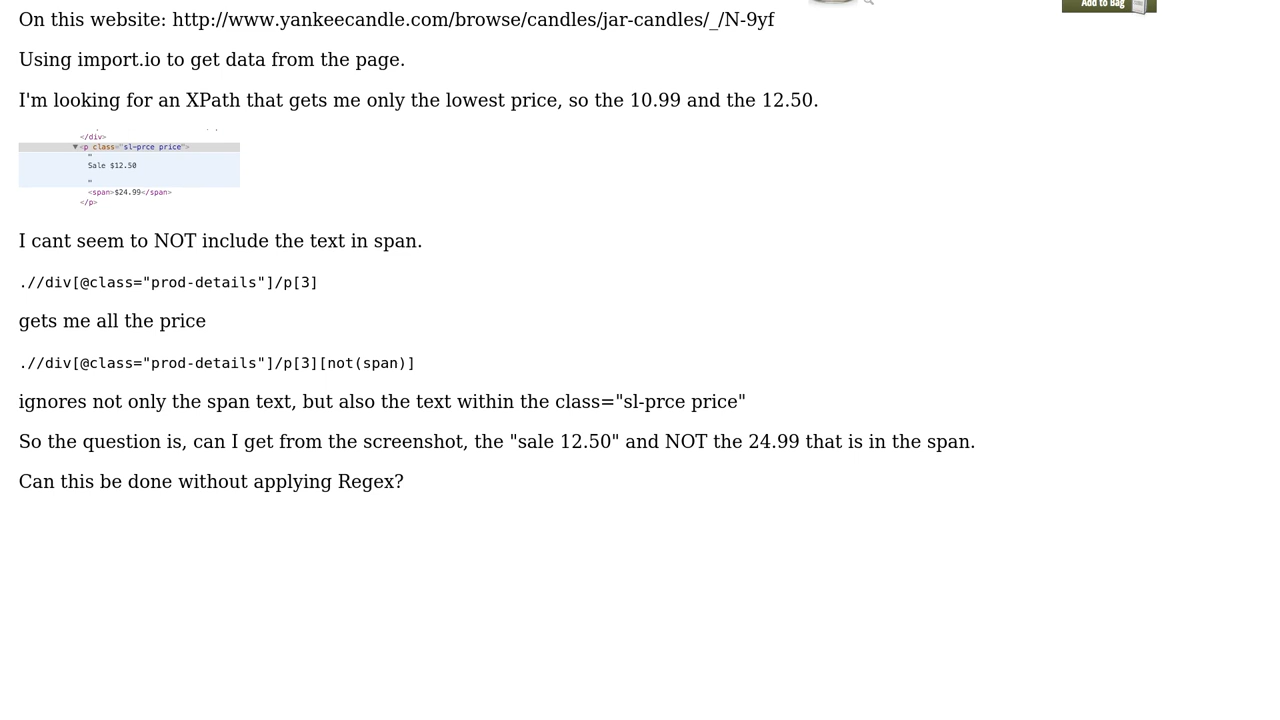 Add to Bag
On this website: http://www.yankeecandle.com/browse/candles/jar-candles/_/N-9yf
Using import.io to get data from the page.
I'm looking for an XPath that gets me only the lowest price, so the 10.99 and the 12.50.
</div>
▼<p class="sl-prce price">
"
Sale $12.50
"
<span>$24.99</span>
</p>
I cant seem to NOT include the text in span.
.//div[@class="prod-details"]/p[3]
gets me all the price
.//div[@class="prod-details"]/p[3][not(span)]
ignores not only the span text, but also the text within the class="sl-prce price"
So the question is, can I get from the screenshot, the "sale 12.50" and NOT the 24.99 that is in the span.
Can this be done without applying Regex?